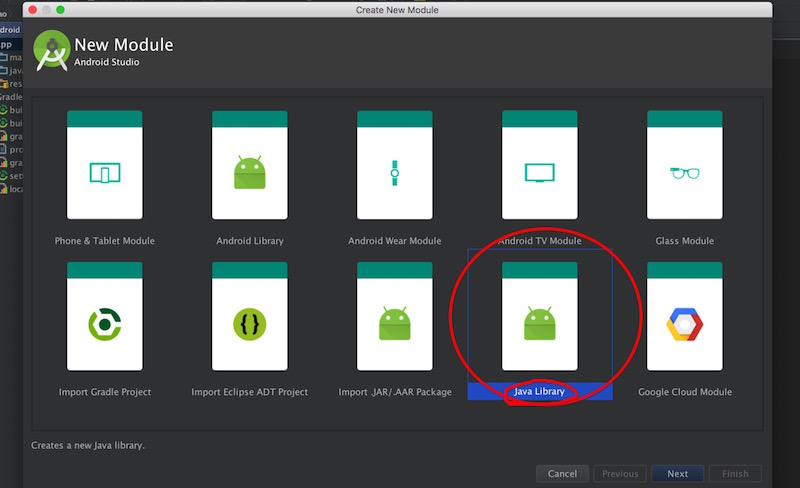 Create New Module
New Module
Android Studio
Phone & Tablet Module
Android Library
Android Wear Module
Android TV Module
Glass Module
Import Gradle Project
Import Eclipse ADT Project
Import .JAR/.AAR Package
Java Library
Google Cloud Module
Creates a new Java library.
Cancel
Previous
Next
Finish